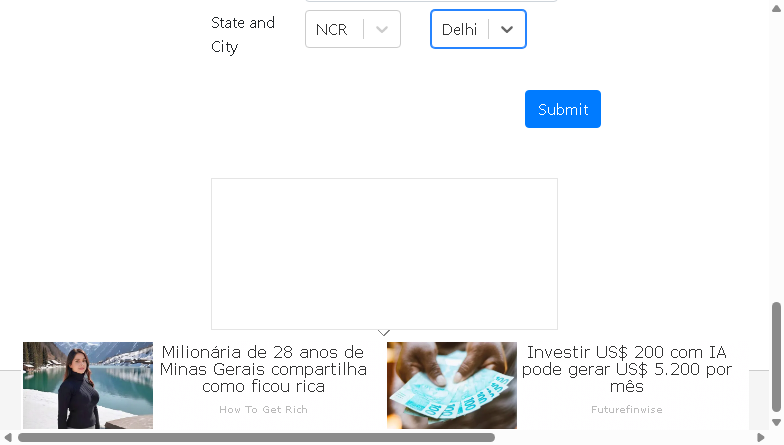 State and
City
NCR
Delhi
Submit
Milionária de 28 anos de
Minas Gerais compartilha
como ficou rica
How To Get Rich
Investir US$ 200 com IA
pode gerar US$ 5.200 por
mês
Futurefinwise